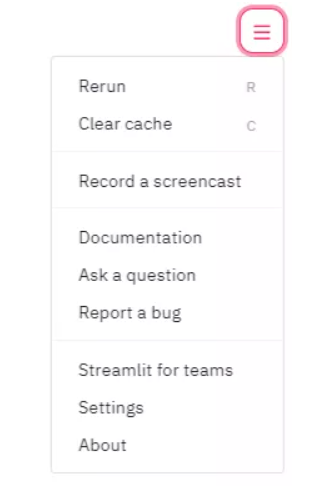 Rerun R
Clear cache C
Record a screencast
Documentation
Ask a question
Report a bug
Streamlit for teams
Settings
About